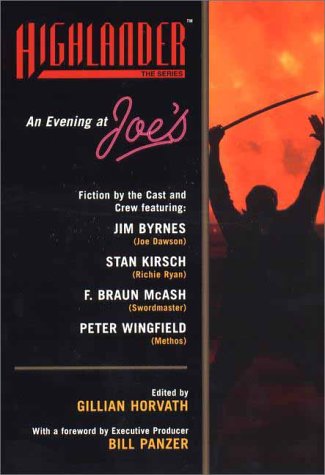 HIGHLANDER™
THE SERIES
An Evening at Joe's
Fiction by the Cast and
Crew featuring:
JIM BYRNES
(Joe Dawson)
STAN KIRSCH
(Richie Ryan)
F. BRAUN McASH
(Swordmaster)
PETER WINGFIELD
(Methos)
Edited by
GILLIAN HORVATH
With a foreword by Executive Producer
BILL PANZER